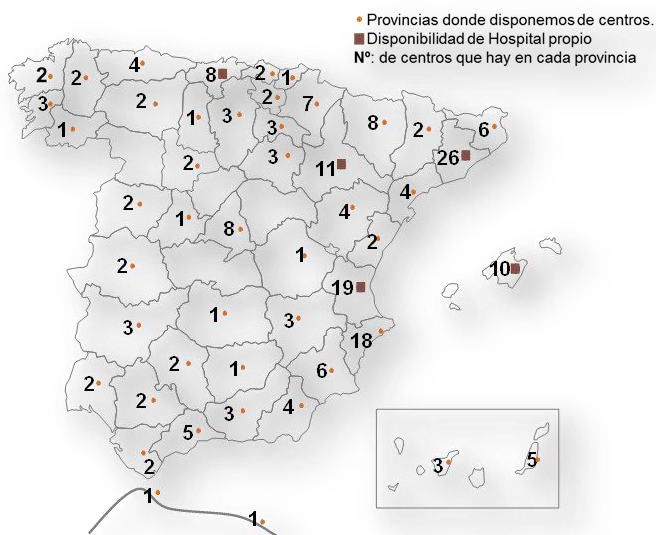 Provincias donde disponemos de centros.
Disponibilidad de Hospital propio
Nº: de centros que hay en cada provincia
2 2 4 8 2 1
3 2 1 3 2 7 8 2 6
1 3
2 3 11 26
2 1 8 4 4
2 1 2 10
19
3 1 3 18
2 2 1 6
2 3 4
5
2 3 5
1
1